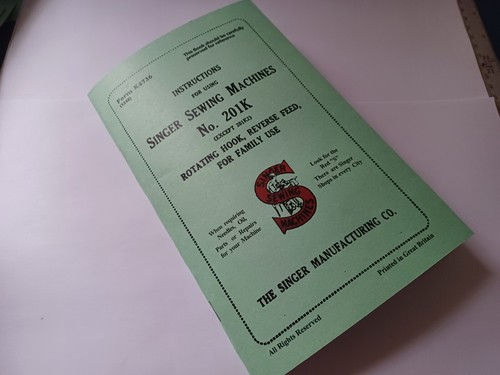 Form K8736
This Book should be carefully
preserved for reference
INSTRUCTIONS
FOR USING
SINGER SEWING MACHINES
No. 201K
(EXCEPT 201K2)
ROTATING HOOK, REVERSE FEED,
FOR FAMILY USE
When requiring
Needles, Oil,
Parts or Repairs
for your Machine
SINGER
SEWING
MACHINES
Look for the
Red "S"
There are Singer
Shops in every City
THE SINGER MANUFACTURING CO.
All Rights Reserved
Printed in Great Britain